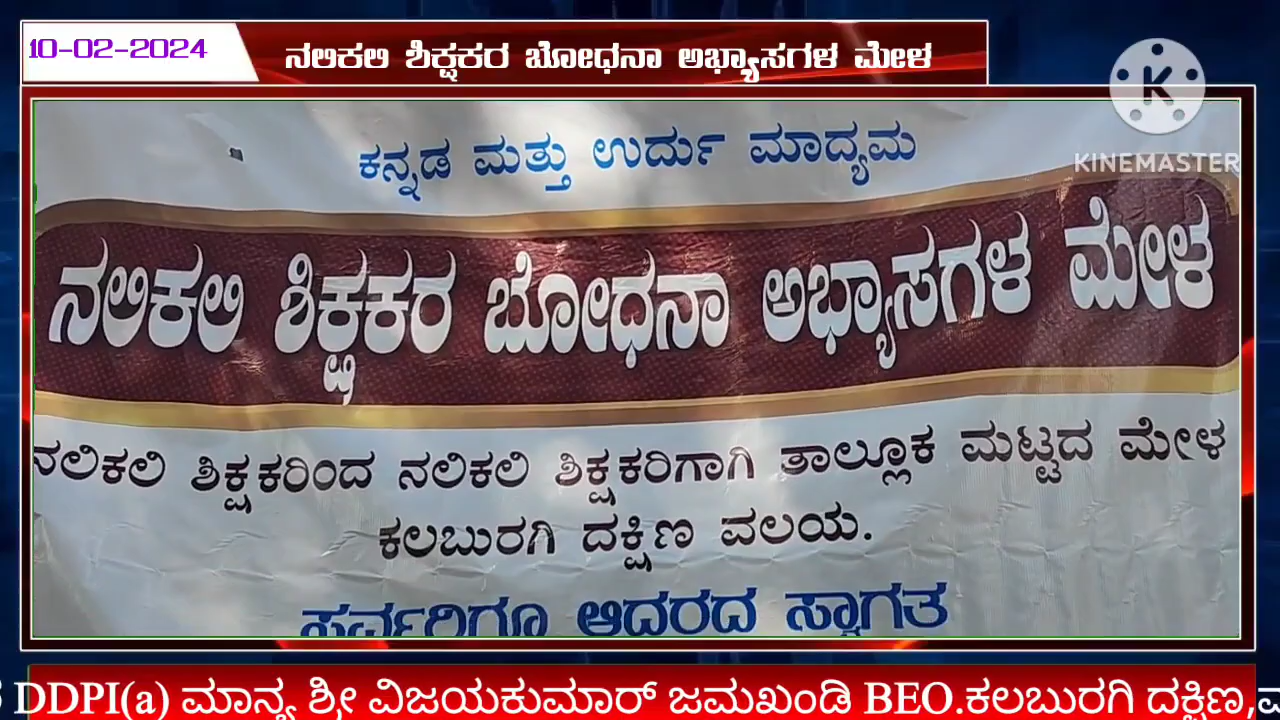 10-02-2024
ನಲಿಕಲಿ ಶಿಕ್ಷಕರ ಬೋಧನಾ ಅಭ್ಯಾಸಗಳ ಮೇಳ
KINEMASTER
ಕನ್ನಡ ಮತ್ತು ಉರ್ದು ಮಾದ್ಯಮ
ನಲಿಕಲಿ ಶಿಕ್ಷಕರ ಬೋಧನಾ ಅಭ್ಯಾಸಗಳ ಮೇಳ
ನಲಿಕಲಿ ಶಿಕ್ಷಕರಿಂದ ನಲಿಕಲಿ ಶಿಕ್ಷಕರಿಗಾಗಿ ತಾಲ್ಲೂಕ ಮಟ್ಟದ ಮೇಳ
ಕಲಬುರಗಿ ದಕ್ಷಿಣ ವಲಯ.
ಸರ್ವರಿಗೂ ಆದರದ ಸ್ವಾಗತ
DDPI(a) ಮಾನ್ಯ ಶ್ರೀ ವಿಜಯಕುಮಾರ್ ಜಮಖಂಡಿ BEO.ಕಲಬುರಗಿ ದಕ್ಷಿಣ,